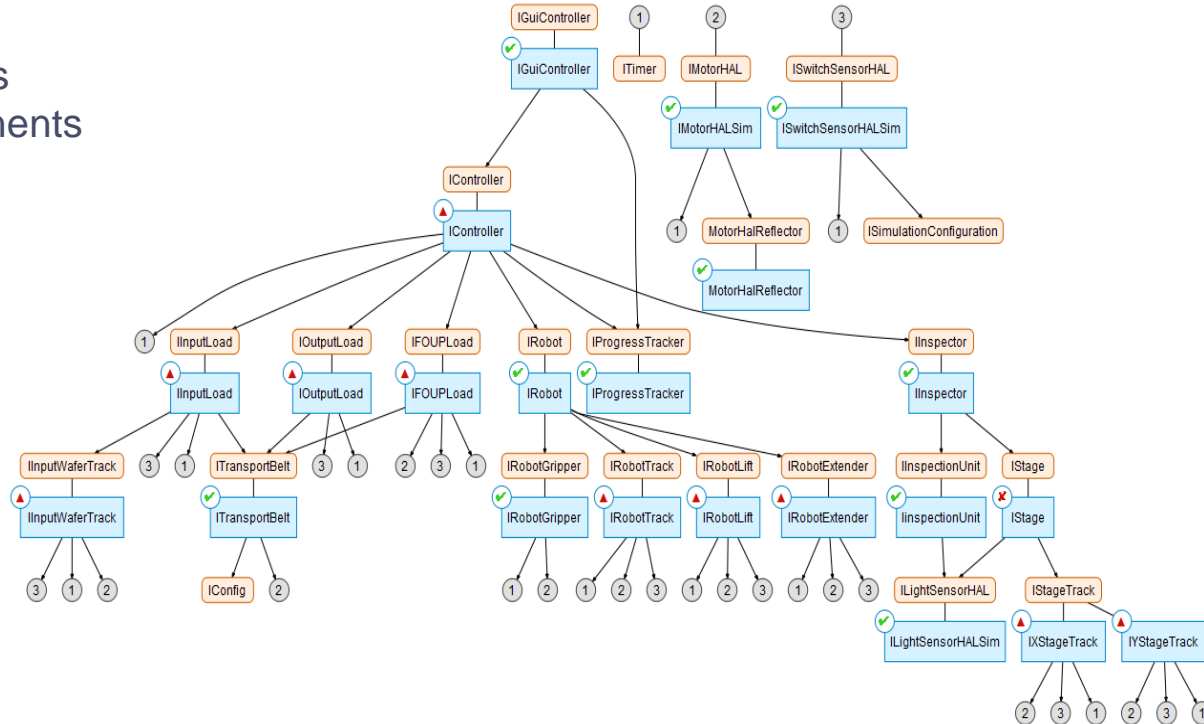 s
nents
IGuiController
1
2
3
IGuiController
ITimer
IMotorHAL
ISwitchSensorHAL
IMotorHALSim
ISwitchSensorHALSim
IController
IController
1
MotorHalReflector
1
ISimulationConfiguration
MotorHalReflector
1
IInputLoad
IOutputLoad
IFOUPLoad
IRobot
IProgressTracker
IInspector
IInputLoad
IOutputLoad
IFOUPLoad
IRobot
IProgressTracker
IInspector
IInputWaferTrack
3
1
ITransportBelt
3
1
2
3
1
IRobotGripper
IRobotTrack
IRobotLift
IRobotExtender
IInspectionUnit
IStage
IInputWaferTrack
ITransportBelt
IRobotGripper
IRobotTrack
IRobotLift
IRobotExtender
IinspectionUnit
IStage
3
1
2
IConfig
2
1
2
1
2
3
1
2
3
1
2
3
ILightSensorHAL
IStageTrack
ILightSensorHALSim
IXStageTrack
IYStageTrack
2
3
1
2
3
1